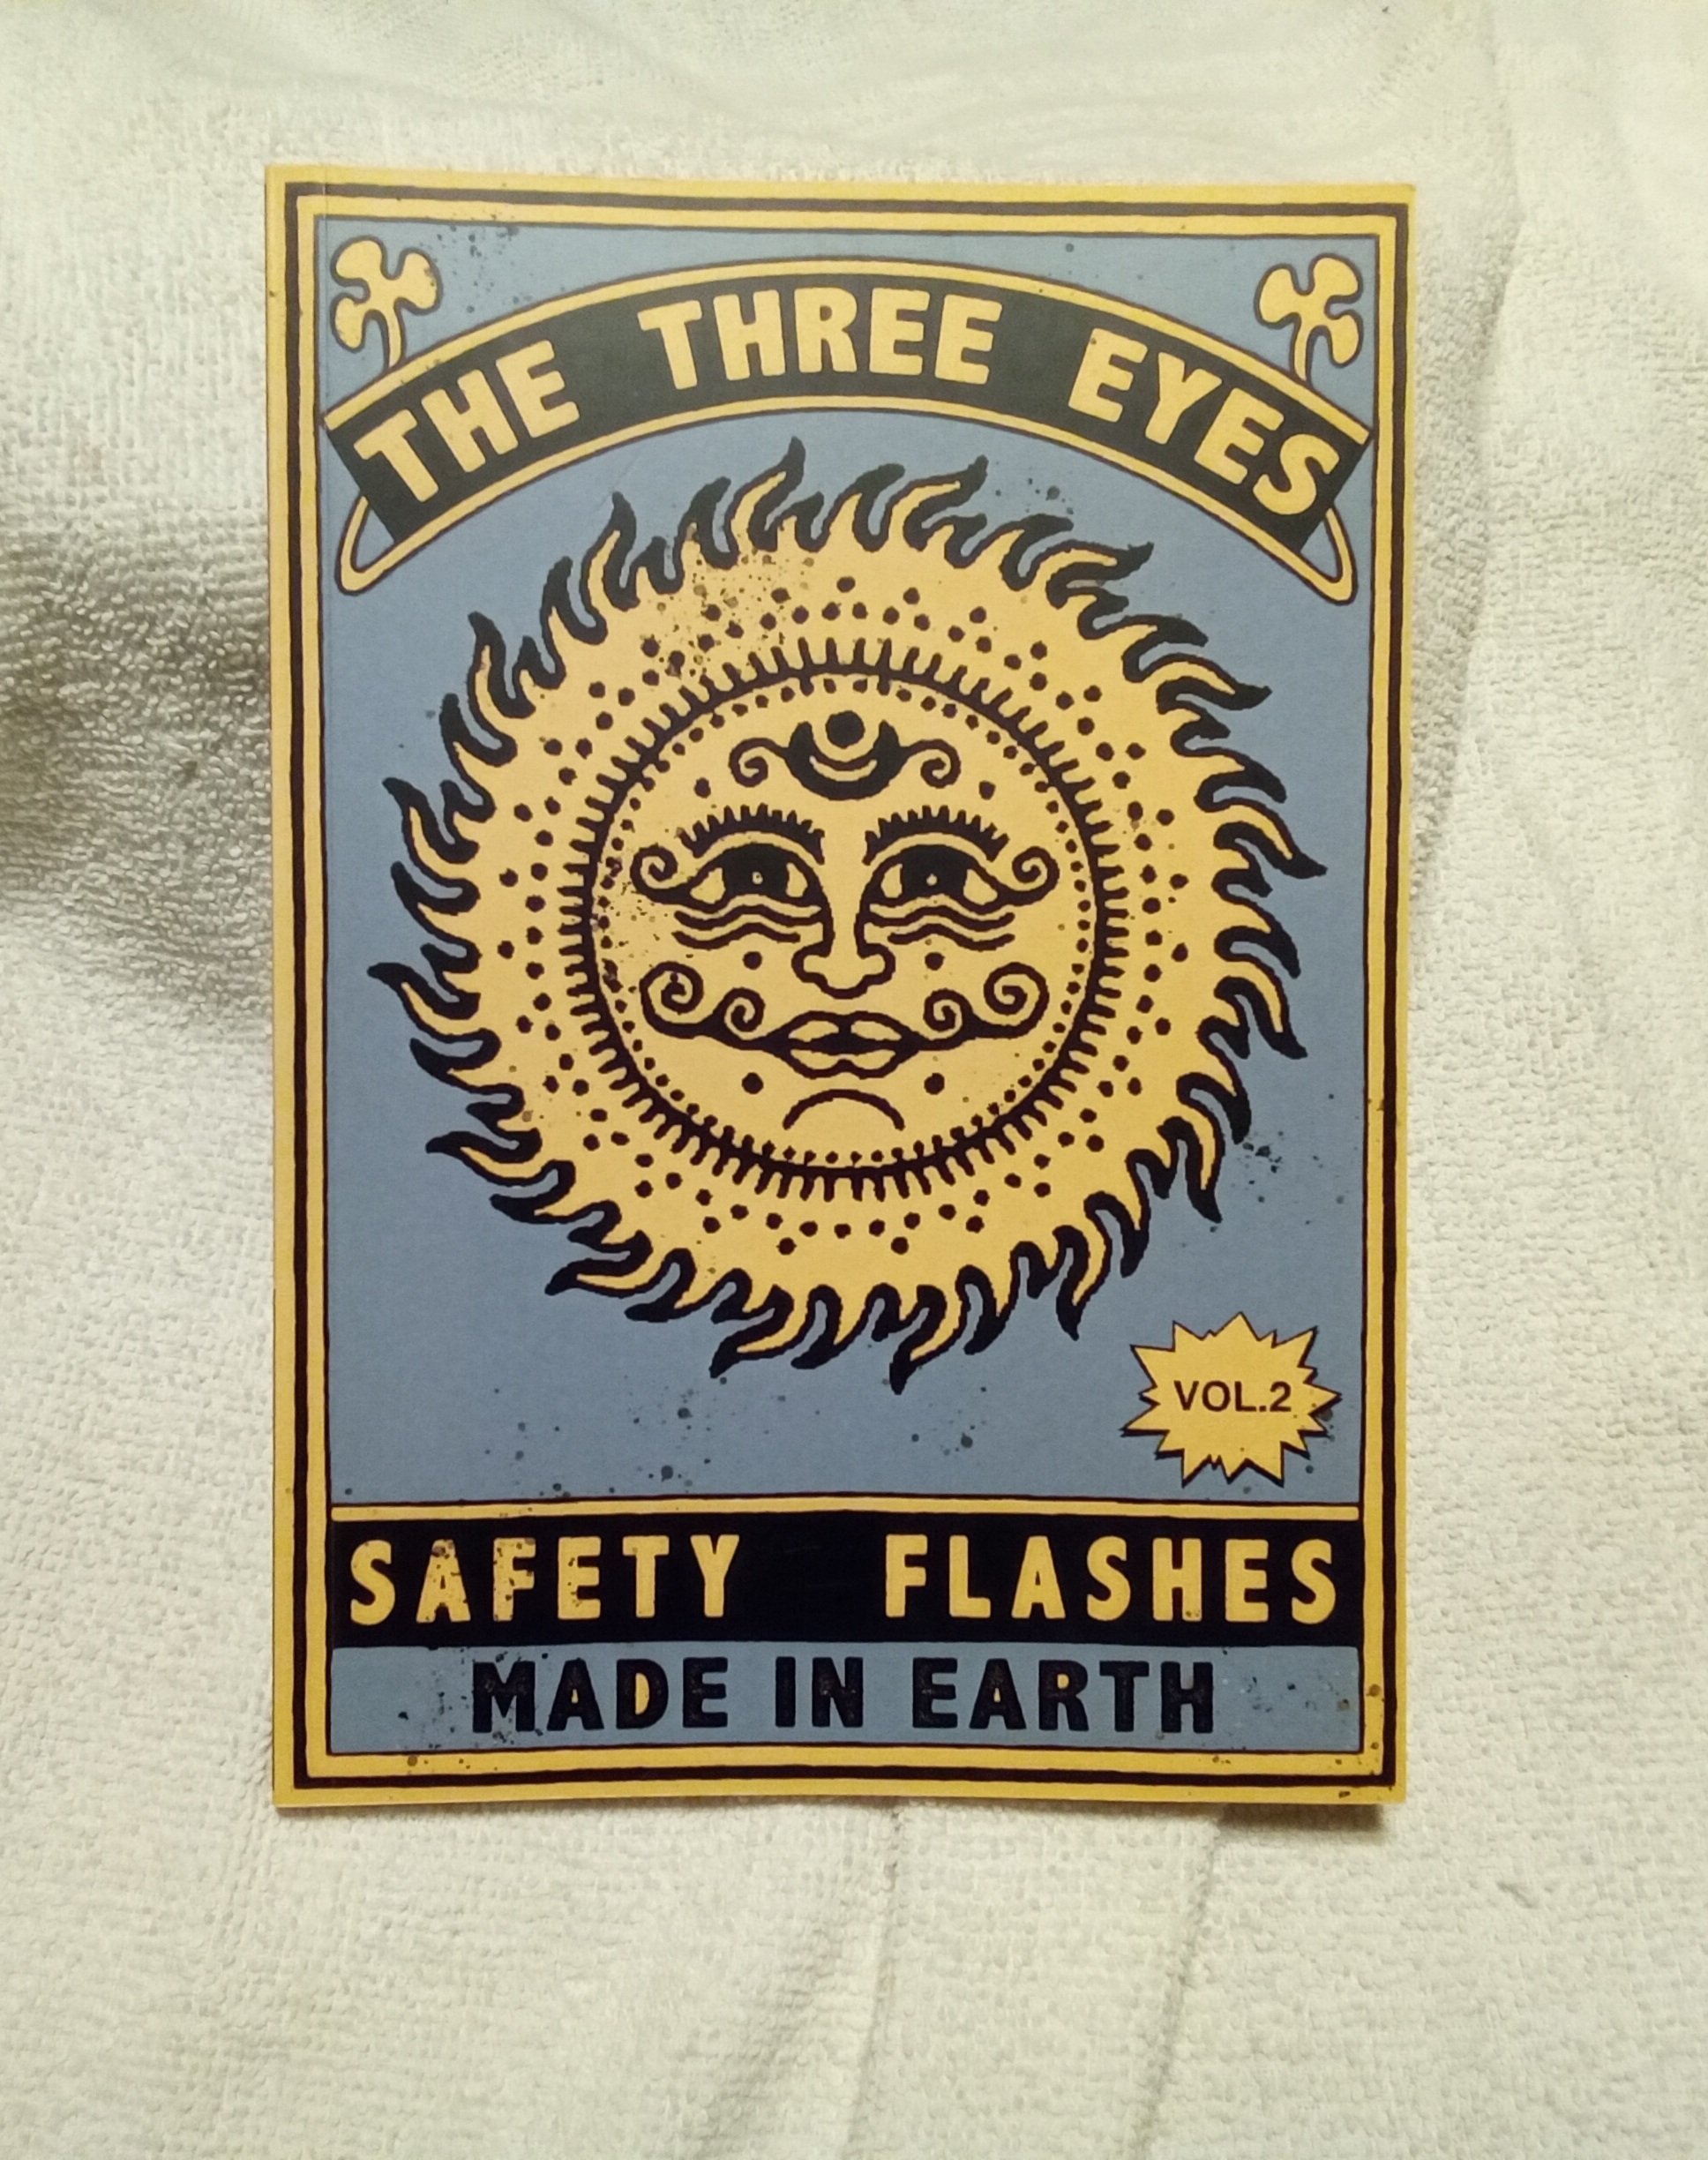 THE THREE EYES
VOL.2
SAFETY FLASHES
MADE IN EARTH